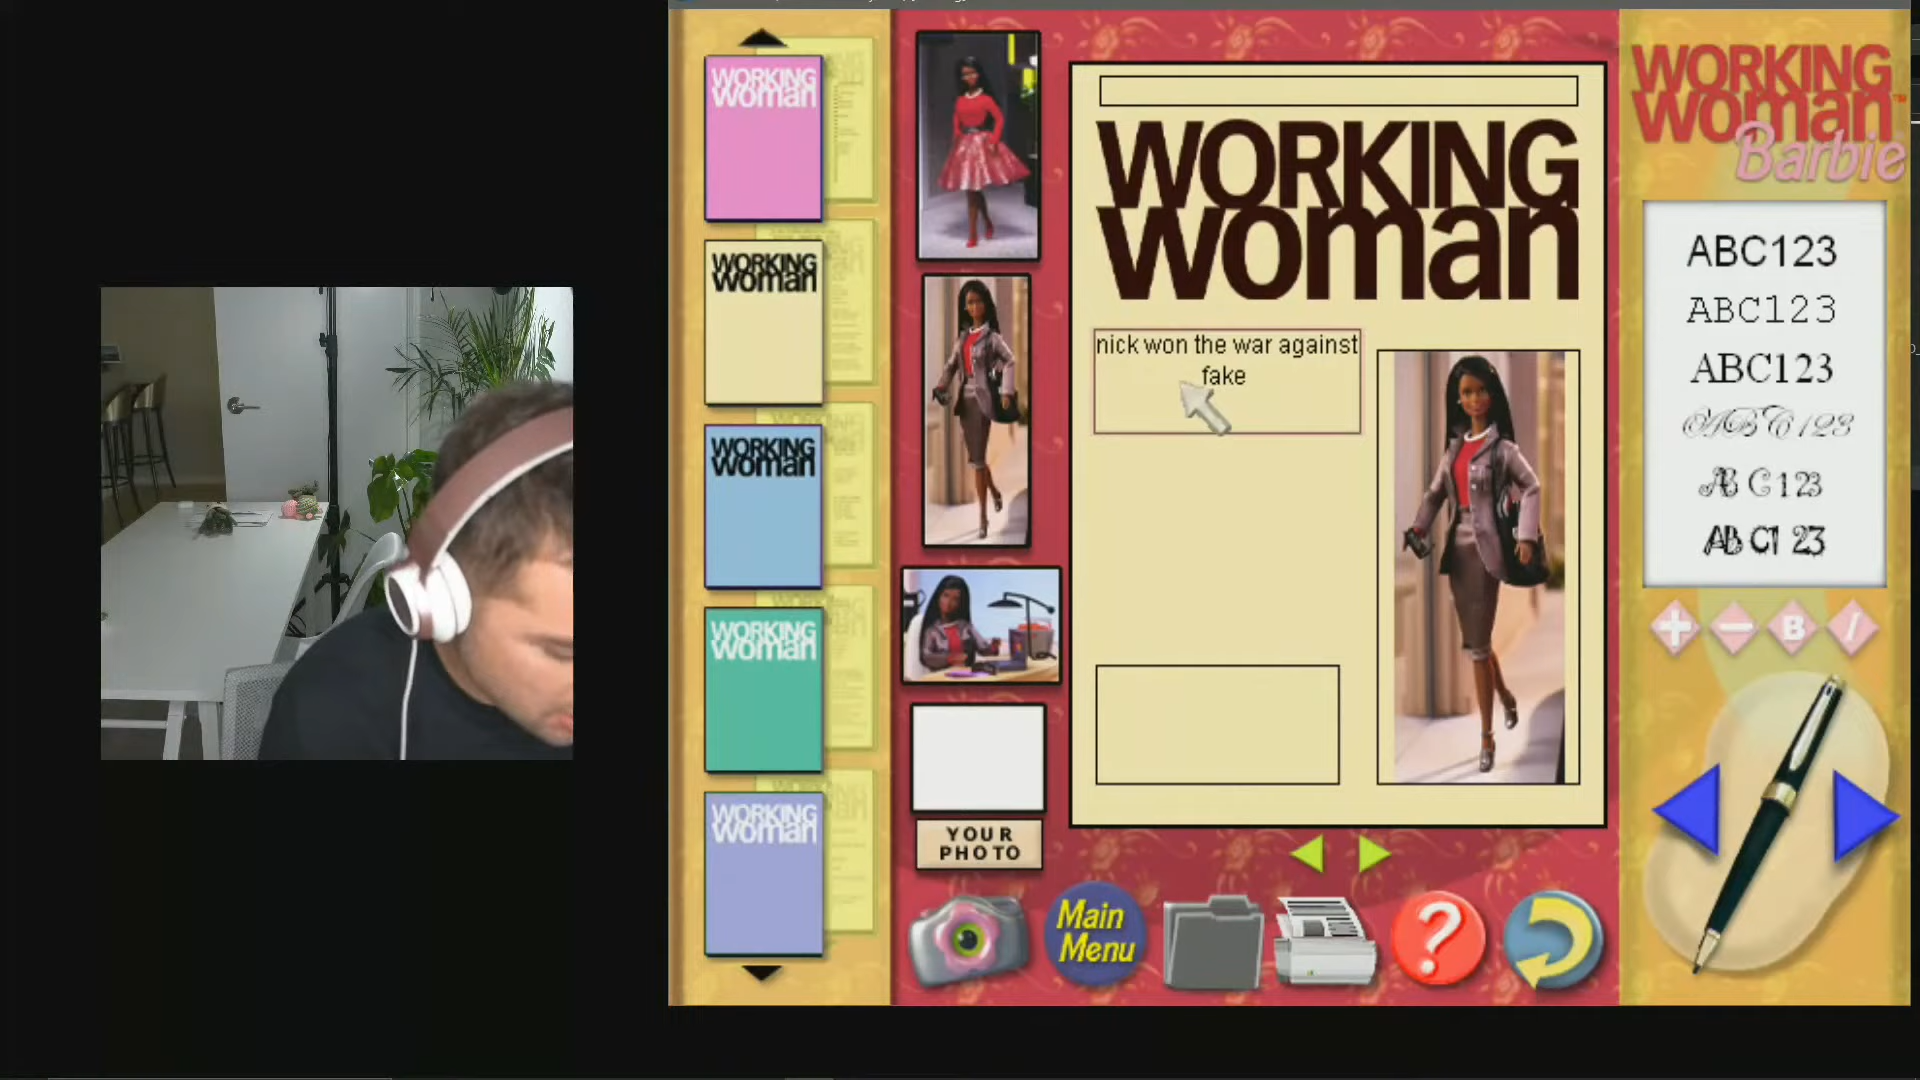 WORKING
woman
WORKING
woman
WORKING
woman
WORKING
woman
WORKING
woman
YOUR
PHOTO
WORKING
woman
nick won the war against
fake
Main
Menu
?
WORKING
woman™
Barbie
ABC123
ABC123
ABC123
ABC123
ABC123
ABC123
+ - B I